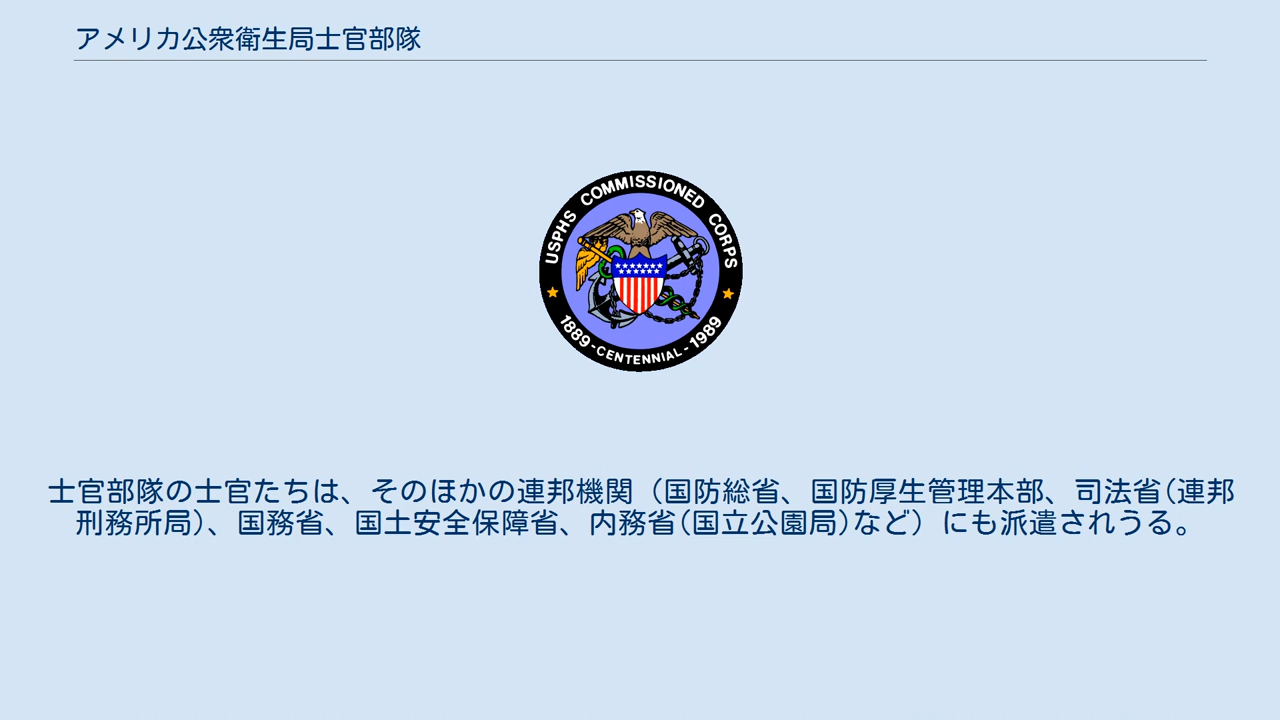 アメリカ公衆衛生局士官部隊
USPHS COMMISSIONED CORPS
1889-CENTENNIAL-1989
士官部隊の士官たちは、そのほかの連邦機関（国防総省、国防厚生管理本部、司法省(連邦
刑務所局)、国務省、国土安全保障省、内務省(国立公園局)など）にも派遣されうる。